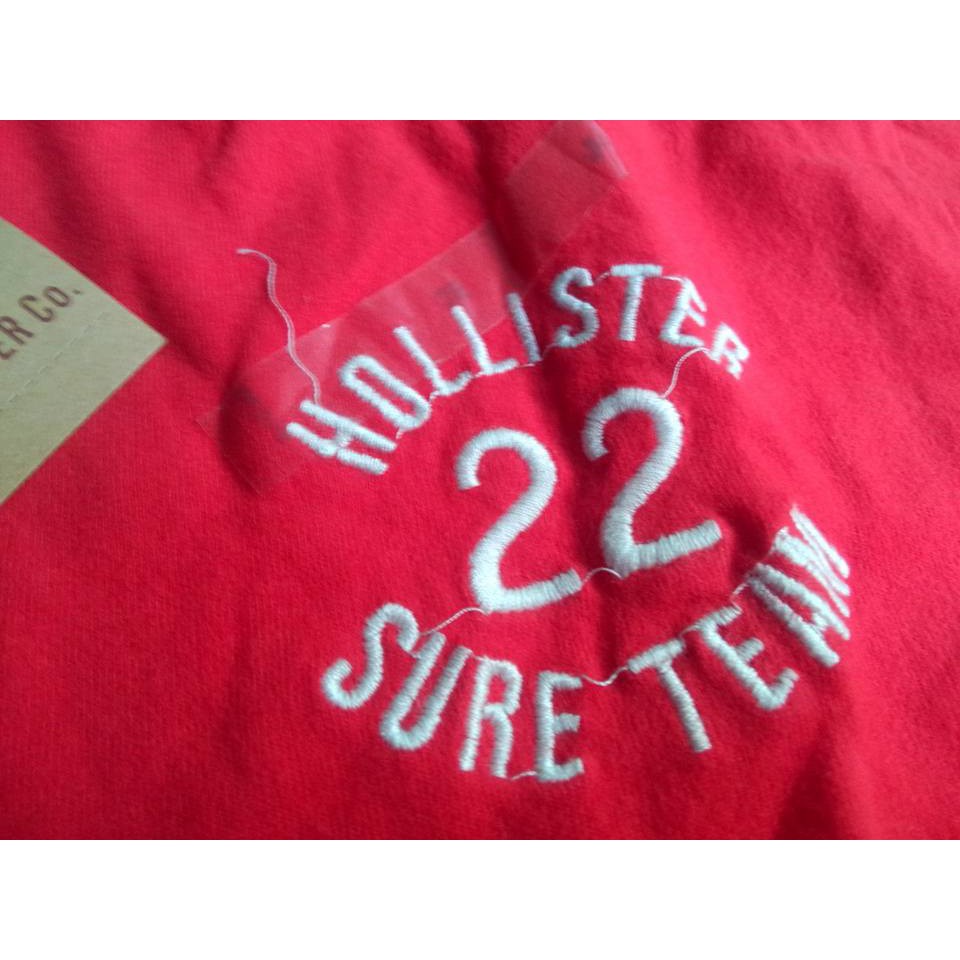 ER CO.
HOLLISTER
22
SURE TEAM